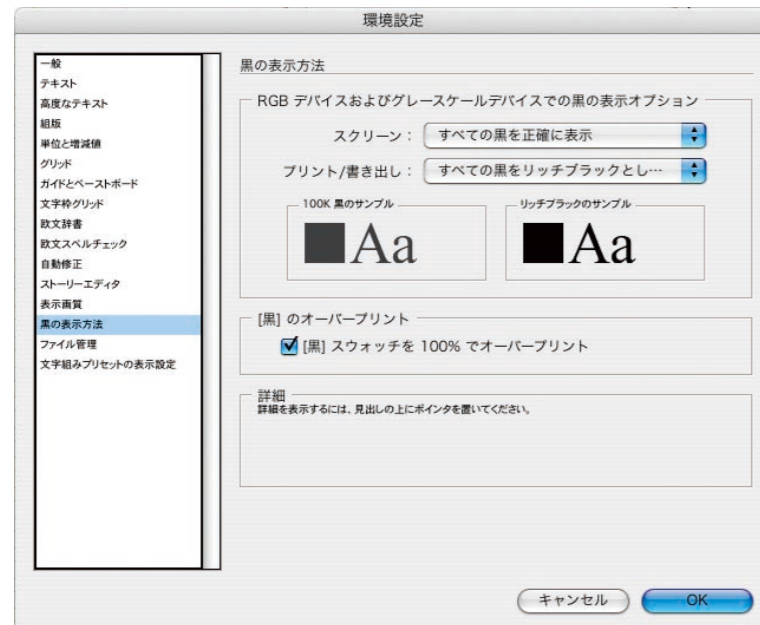 環境設定
一般
テキスト
高度なテキスト
組版
単位と増減値
グリッド
ガイドとペーストボード
文字枠グリッド
欧文辞書
欧文スペルチェック
自動修正
ストーリーエディタ
表示画質
黒の表示方法
ファイル管理
文字組みプリセットの表示設定
黒の表示方法
RGB デバイスおよびグレースケールデバイスでの黒の表示オプション
スクリーン： すべての黒を正確に表示
プリント/書き出し： すべての黒をリッチブラックとし…
100K 黒のサンプル
Aa
リッチブラックのサンプル
Aa
[黒] のオーバープリント
[黒] スウォッチを 100% でオーバープリント
詳細
詳細を表示するには、見出しの上にポインタを置いてください。
キャンセル
OK